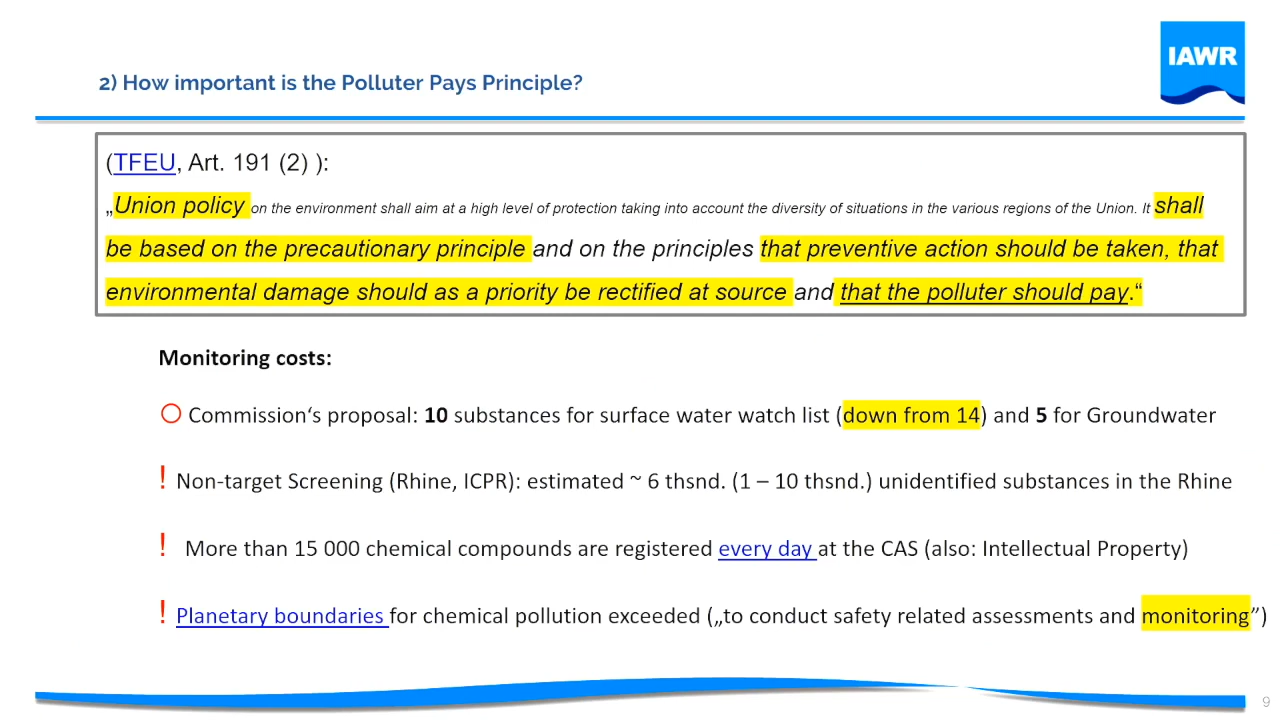 IAWR
2) How important is the Polluter Pays Principle?
(TFEU, Art. 191 (2) ):
„Union policy on the environment shall aim at a high level of protection taking into account the diversity of situations in the various regions of the Union. It shall
be based on the precautionary principle and on the principles that preventive action should be taken, that
environmental damage should as a priority be rectified at source and that the polluter should pay.“
Monitoring costs:
Commission‘s proposal: 10 substances for surface water watch list (down from 14) and 5 for Groundwater
! Non-target Screening (Rhine, ICPR): estimated ~ 6 thsnd. (1 – 10 thsnd.) unidentified substances in the Rhine
! More than 15 000 chemical compounds are registered every day at the CAS (also: Intellectual Property)
! Planetary boundaries for chemical pollution exceeded („to conduct safety related assessments and monitoring”)
9